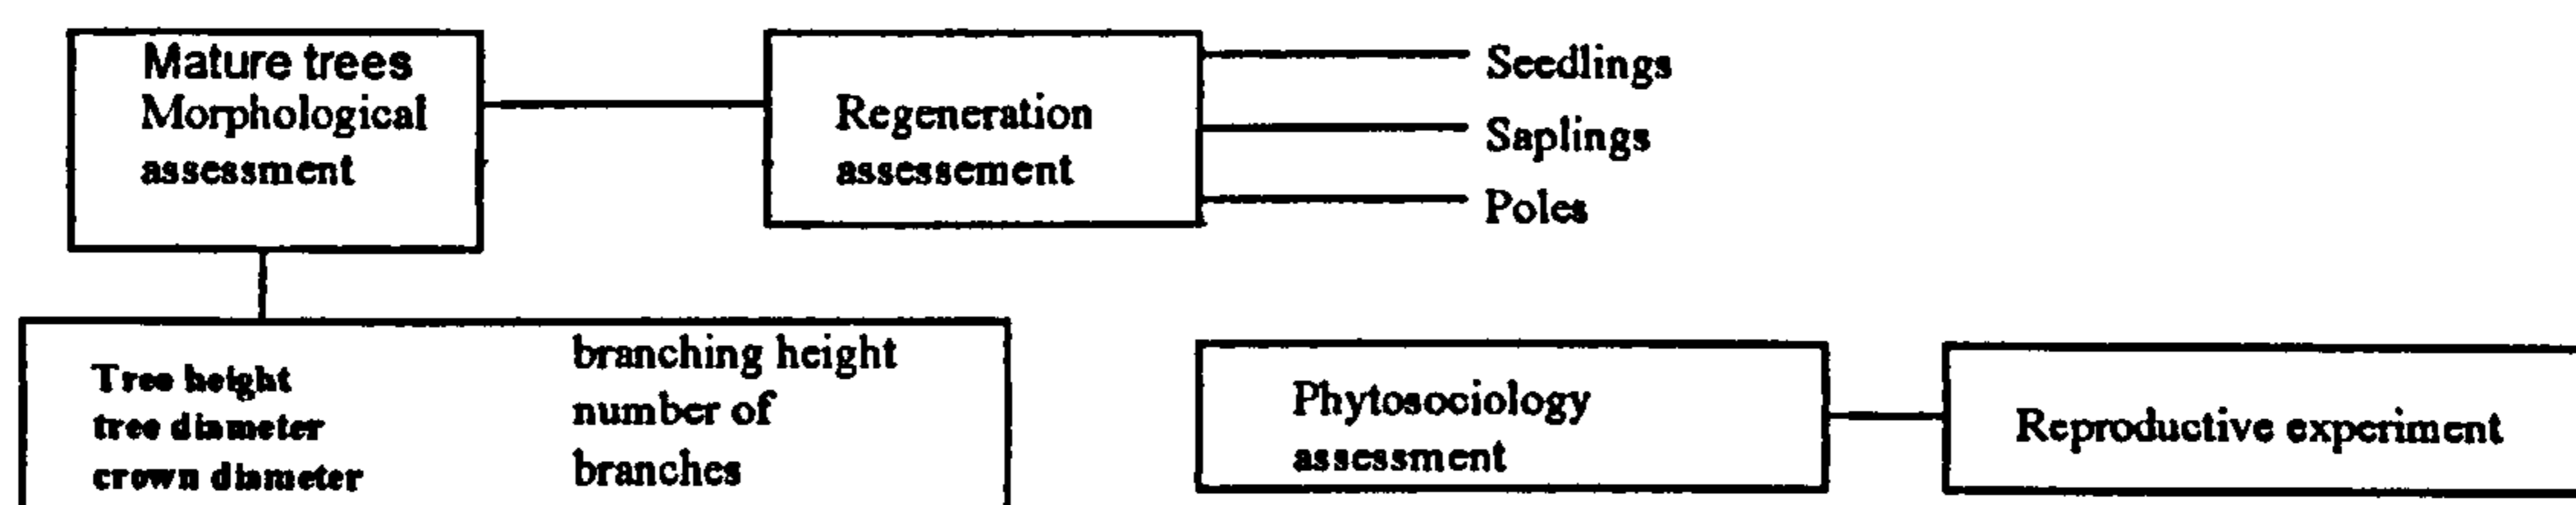 Mature trees
Morphological
assessment
Regeneration
assessement
Seedlings
Saplings
Poles
Tree height
tree diameter
crown diameter
branching height
number of
branches
Phytosociology
assessment
Reproductive experiment